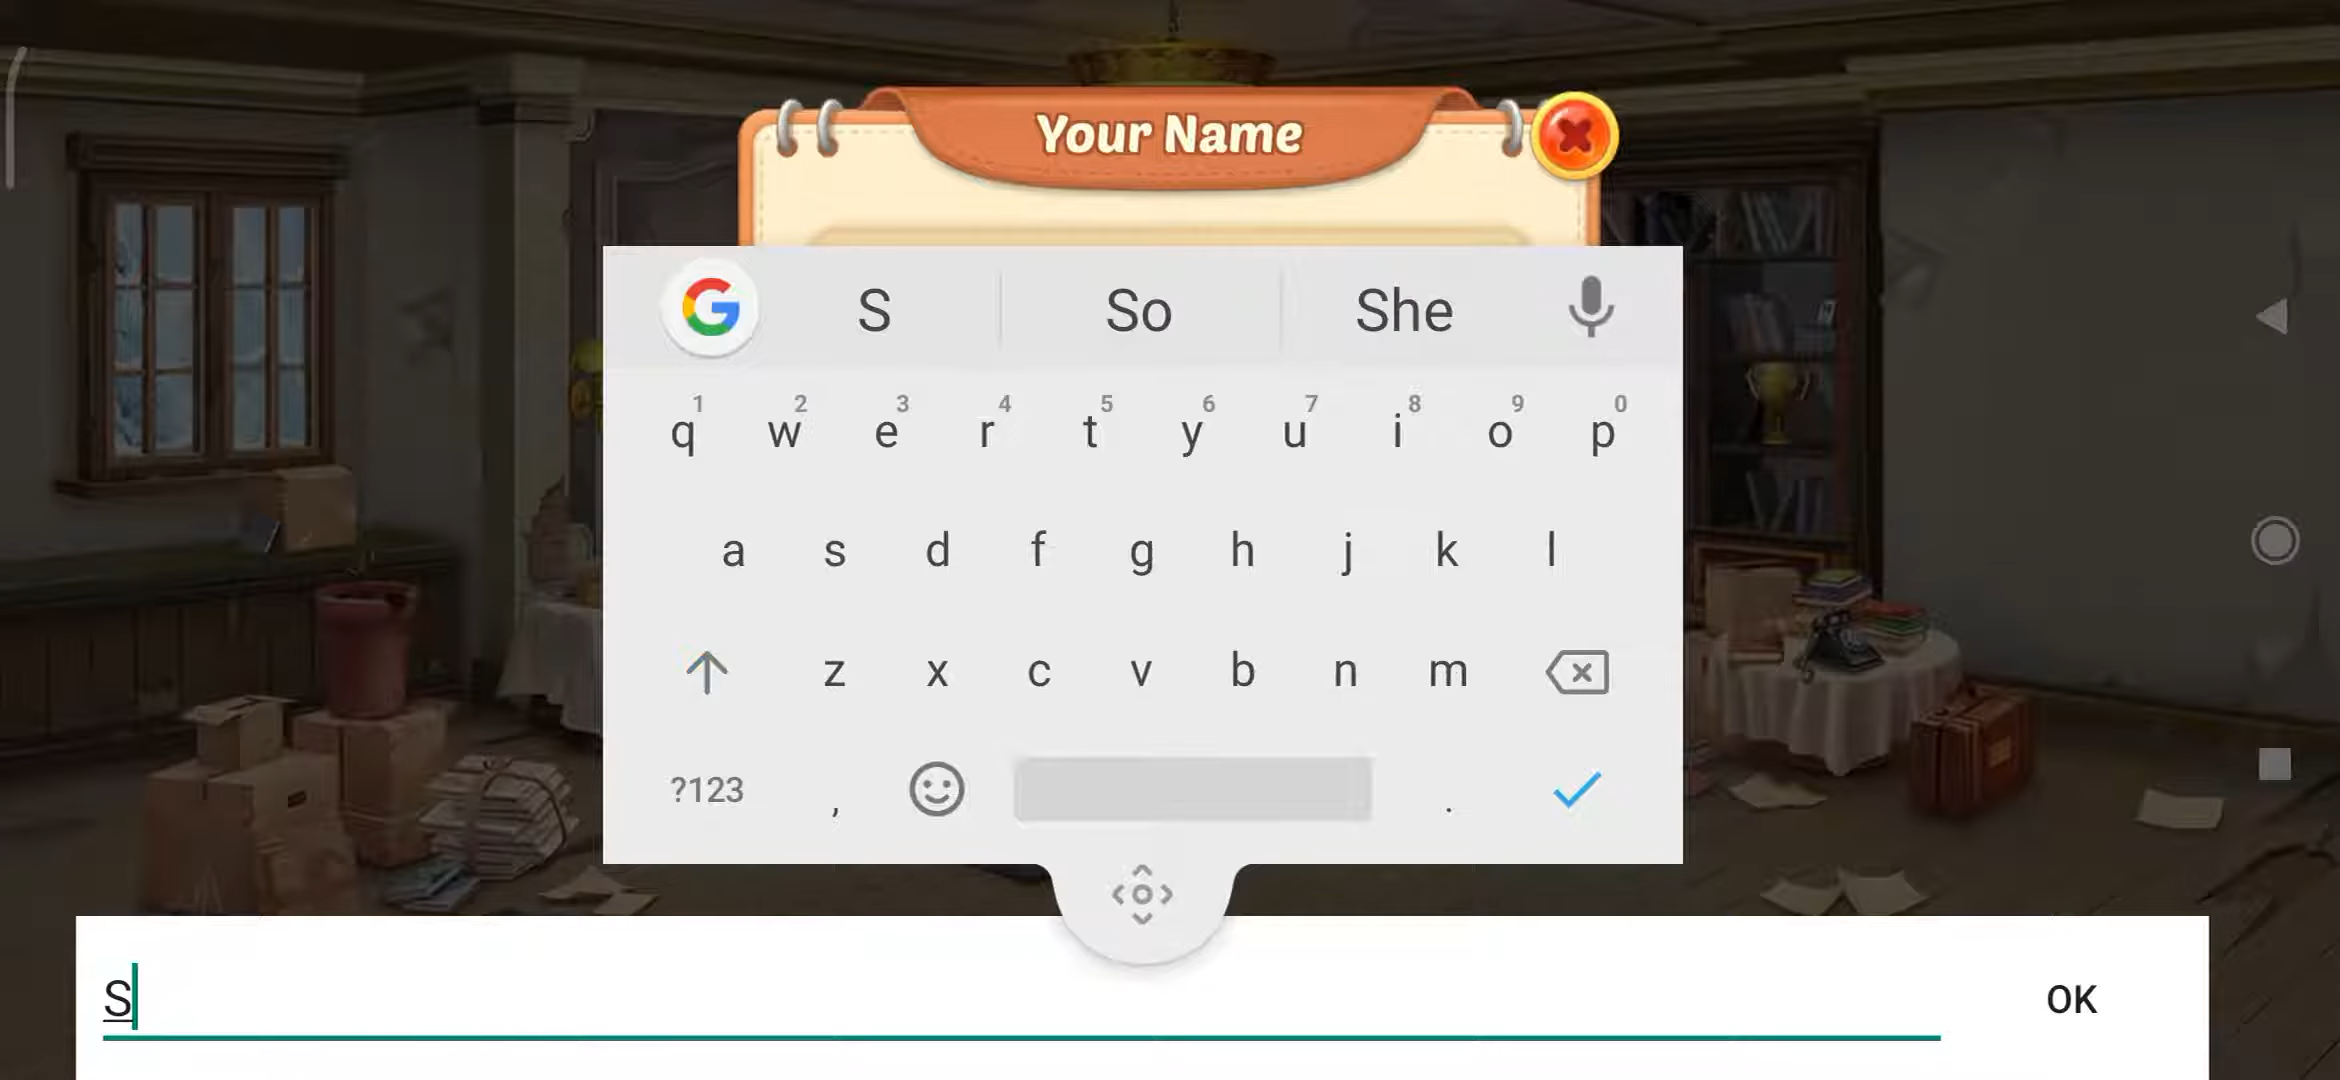 Your Name
S So She
1 2 3 4 5 6 7 8 9 0
q w e r t y u i o p
a s d f g h j k l
z x c v b n m
?123 , .
S OK